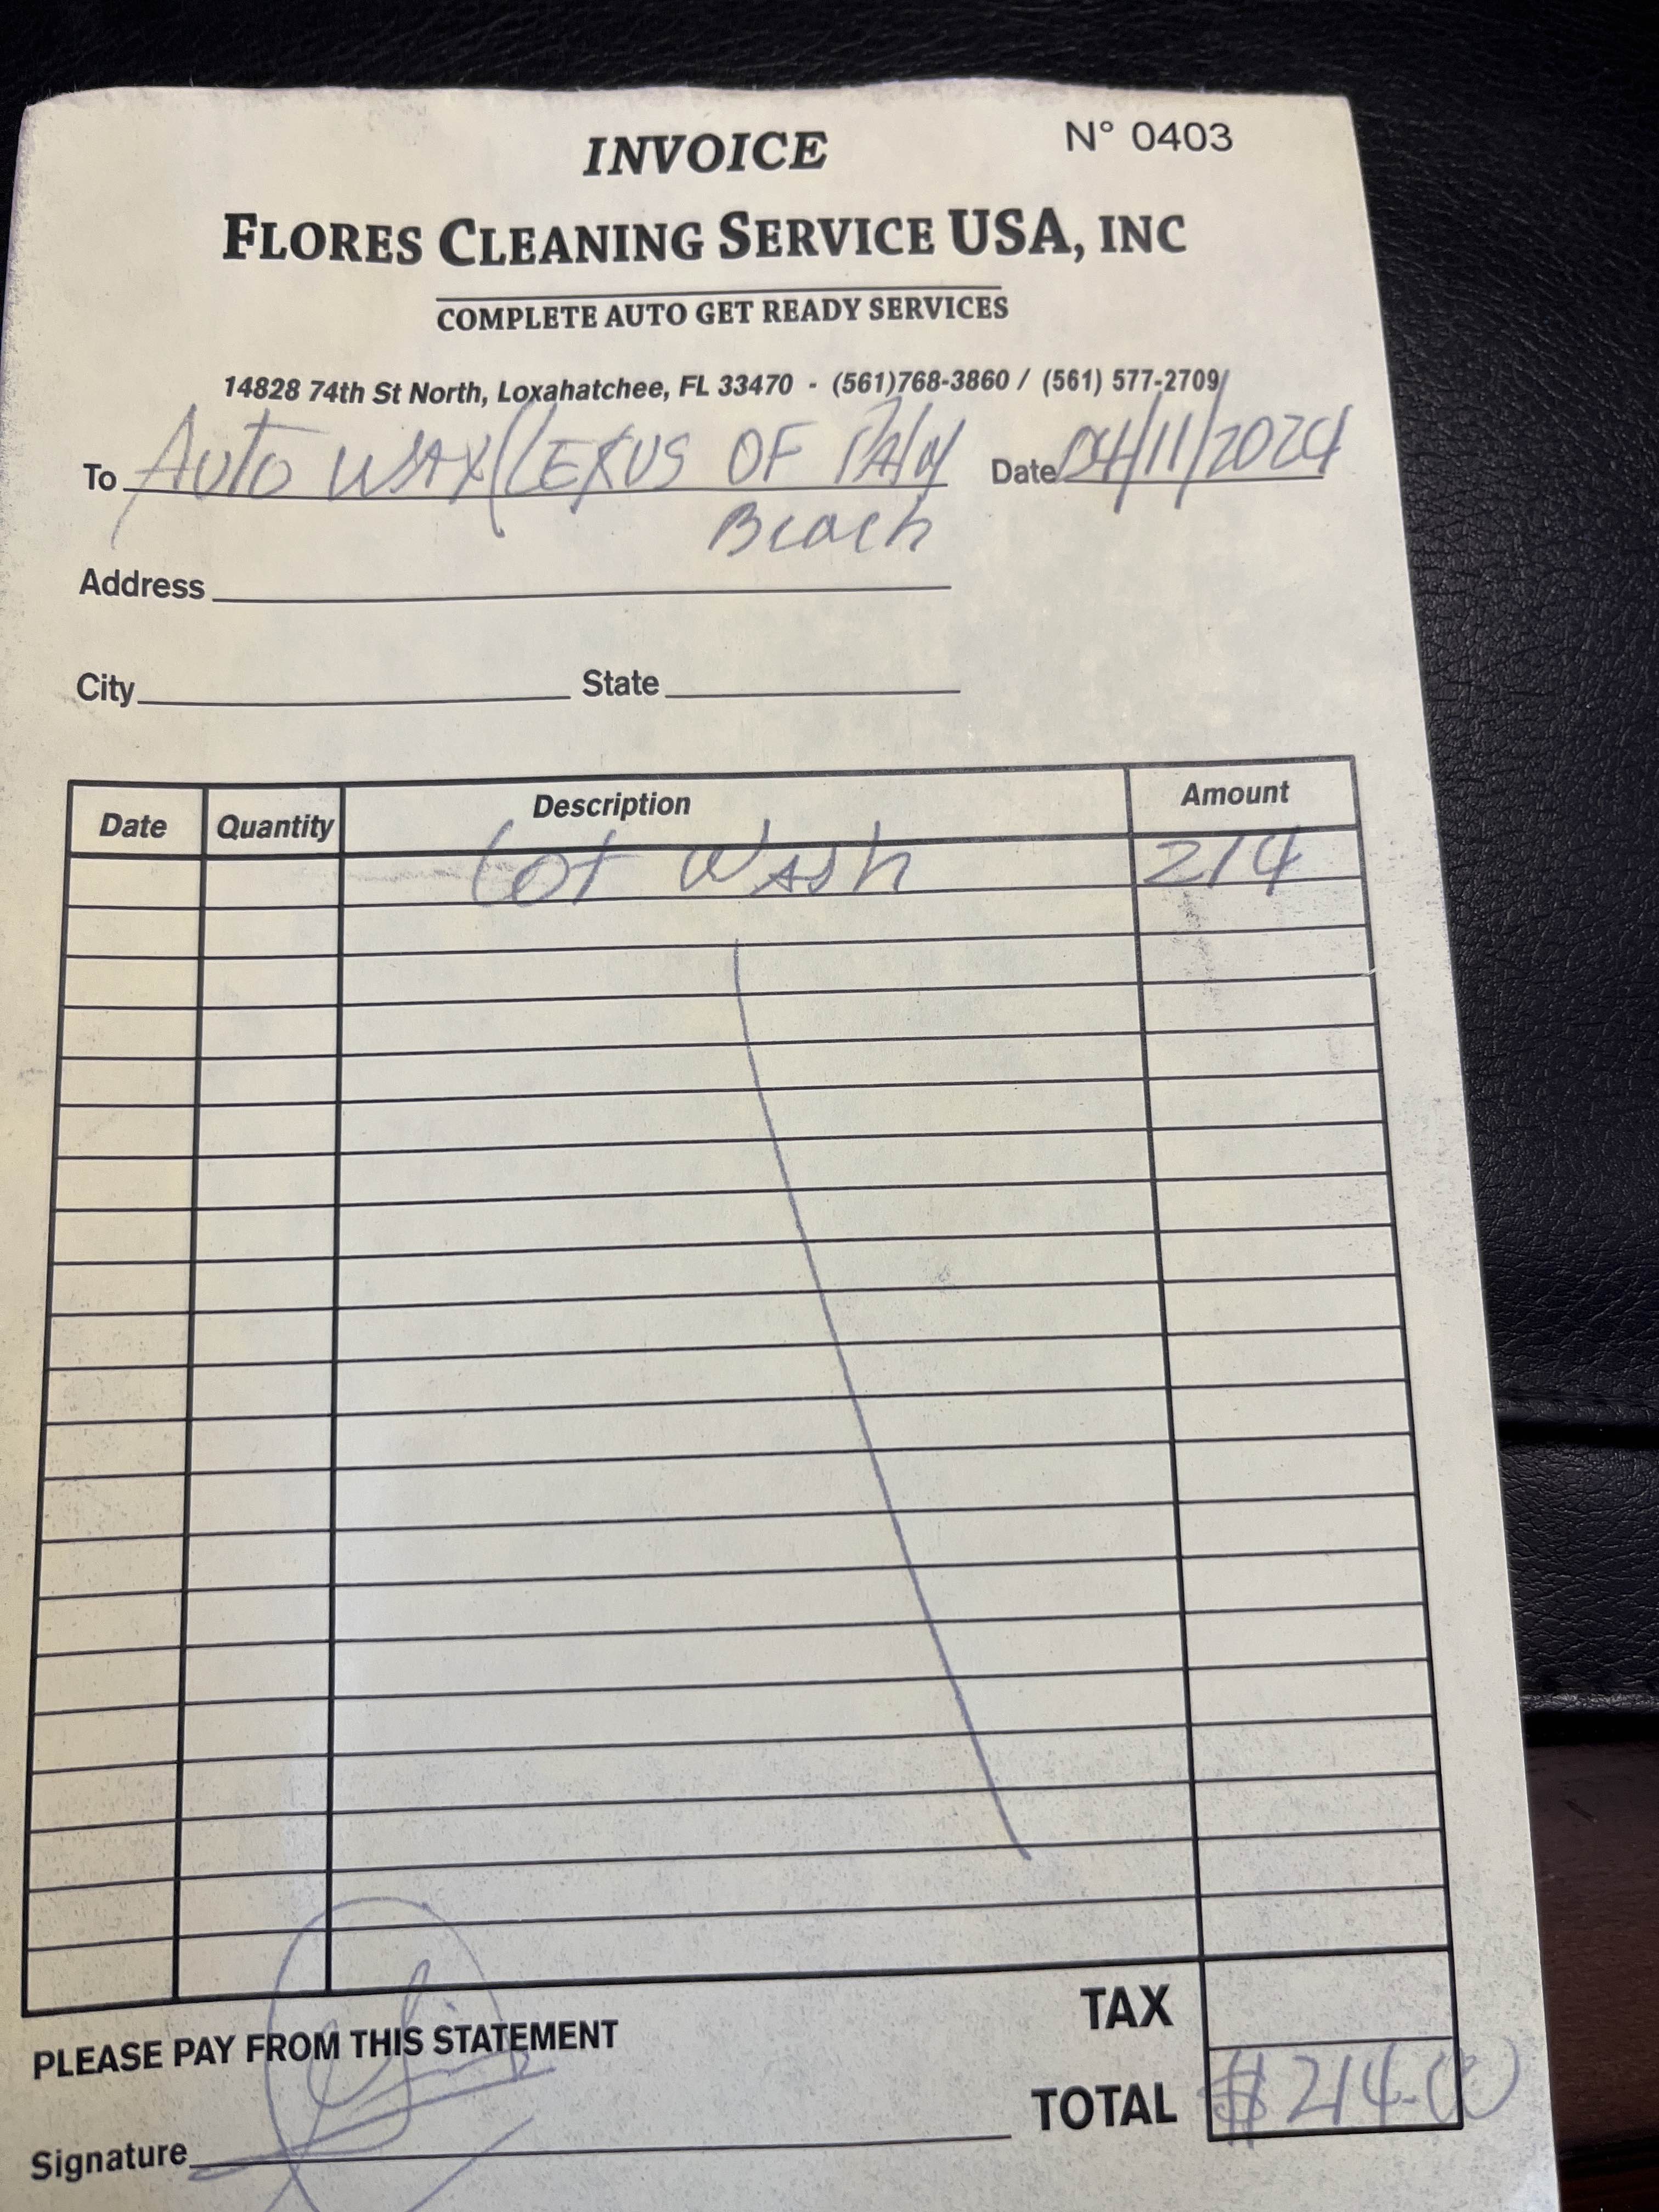 INVOICE
N° 0403
FLORES CLEANING SERVICE USA, INC
COMPLETE AUTO GET READY SERVICES
14828 74th St North, Loxahatchee, FL 33470 - (561)768-3860 / (561) 577-2709
To Auto WAX/LEXUS OF PAlM Date 04/11/2024
Beach
Address
City State
Date Quantity Description Amount
Lot WAsh 214
TAX
PLEASE PAY FROM THIS STATEMENT
TOTAL $214.00
Signature